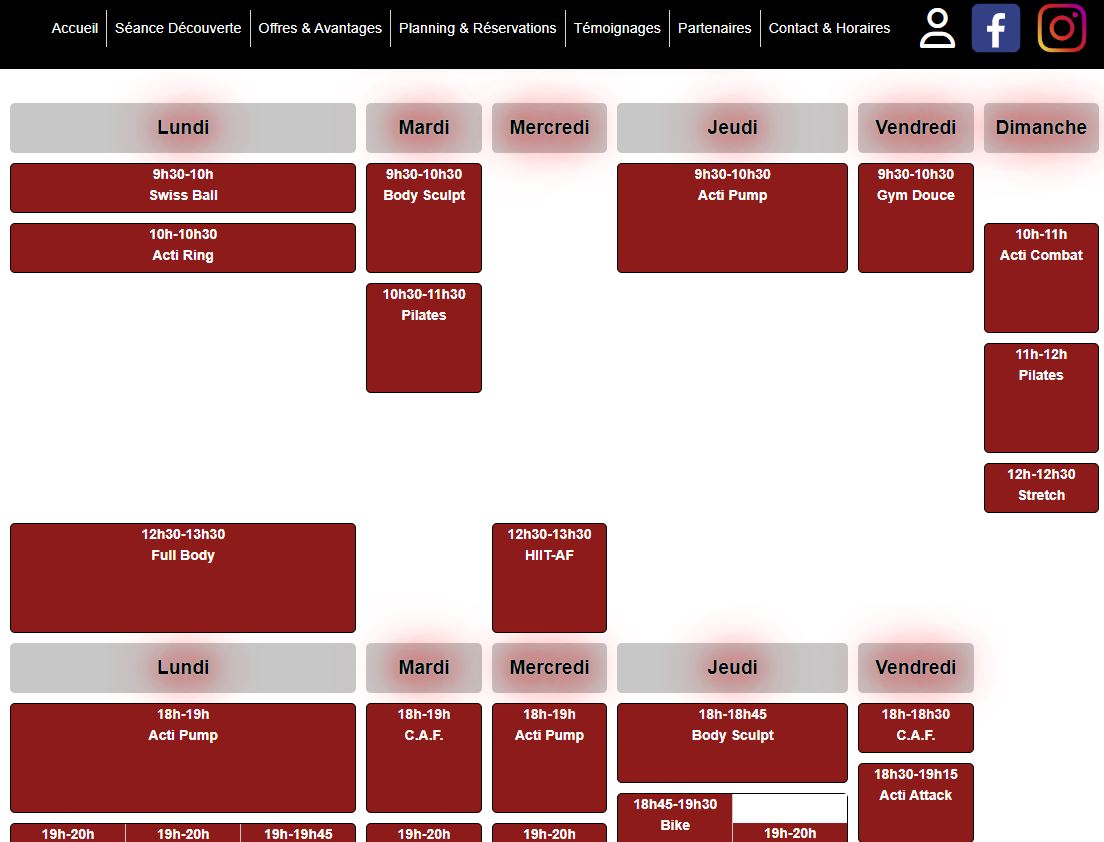 Accueil
Séance Découverte
Offres & Avantages
Planning & Réservations
Témoignages
Partenaires
Contact & Horaires
Lundi
Mardi
Mercredi
Jeudi
Vendredi
Dimanche
9h30-10h
Swiss Ball
9h30-10h30
Body Sculpt
9h30-10h30
Acti Pump
9h30-10h30
Gym Douce
10h-10h30
Acti Ring
10h-11h
Acti Combat
10h30-11h30
Pilates
11h-12h
Pilates
12h-12h30
Stretch
12h30-13h30
Full Body
12h30-13h30
HIIT-AF
Lundi
Mardi
Mercredi
Jeudi
Vendredi
18h-19h
Acti Pump
18h-19h
C.A.F.
18h-19h
Acti Pump
18h-18h45
Body Sculpt
18h-18h30
C.A.F.
18h30-19h15
Acti Attack
18h45-19h30
Bike
19h-20h
19h-20h
19h-19h45
19h-20h
19h-20h
19h-20h